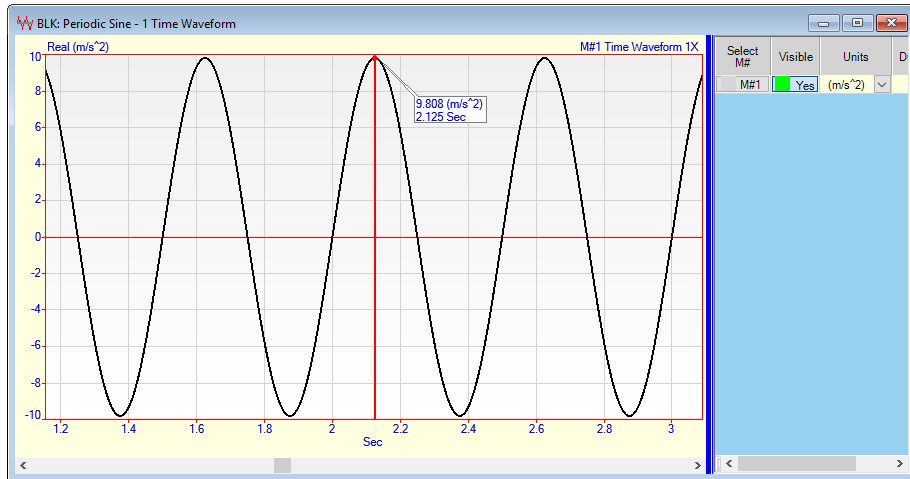 BLK: Periodic Sine - 1 Time Waveform
Real (m/s^2)
M#1 Time Waveform 1X
10
8
6
4
2
0
-2
-4
-6
-8
-10
9.808 (m/s^2)
2.125 Sec
1.2 1.4 1.6 1.8 2 2.2 2.4 2.6 2.8 3
Sec
Select
M#
Visible
Units
D
M#1
Yes
(m/s^2)